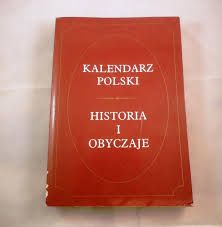 KALENDARZ
POLSKI
HISTORIA
I
OBYCZAJE